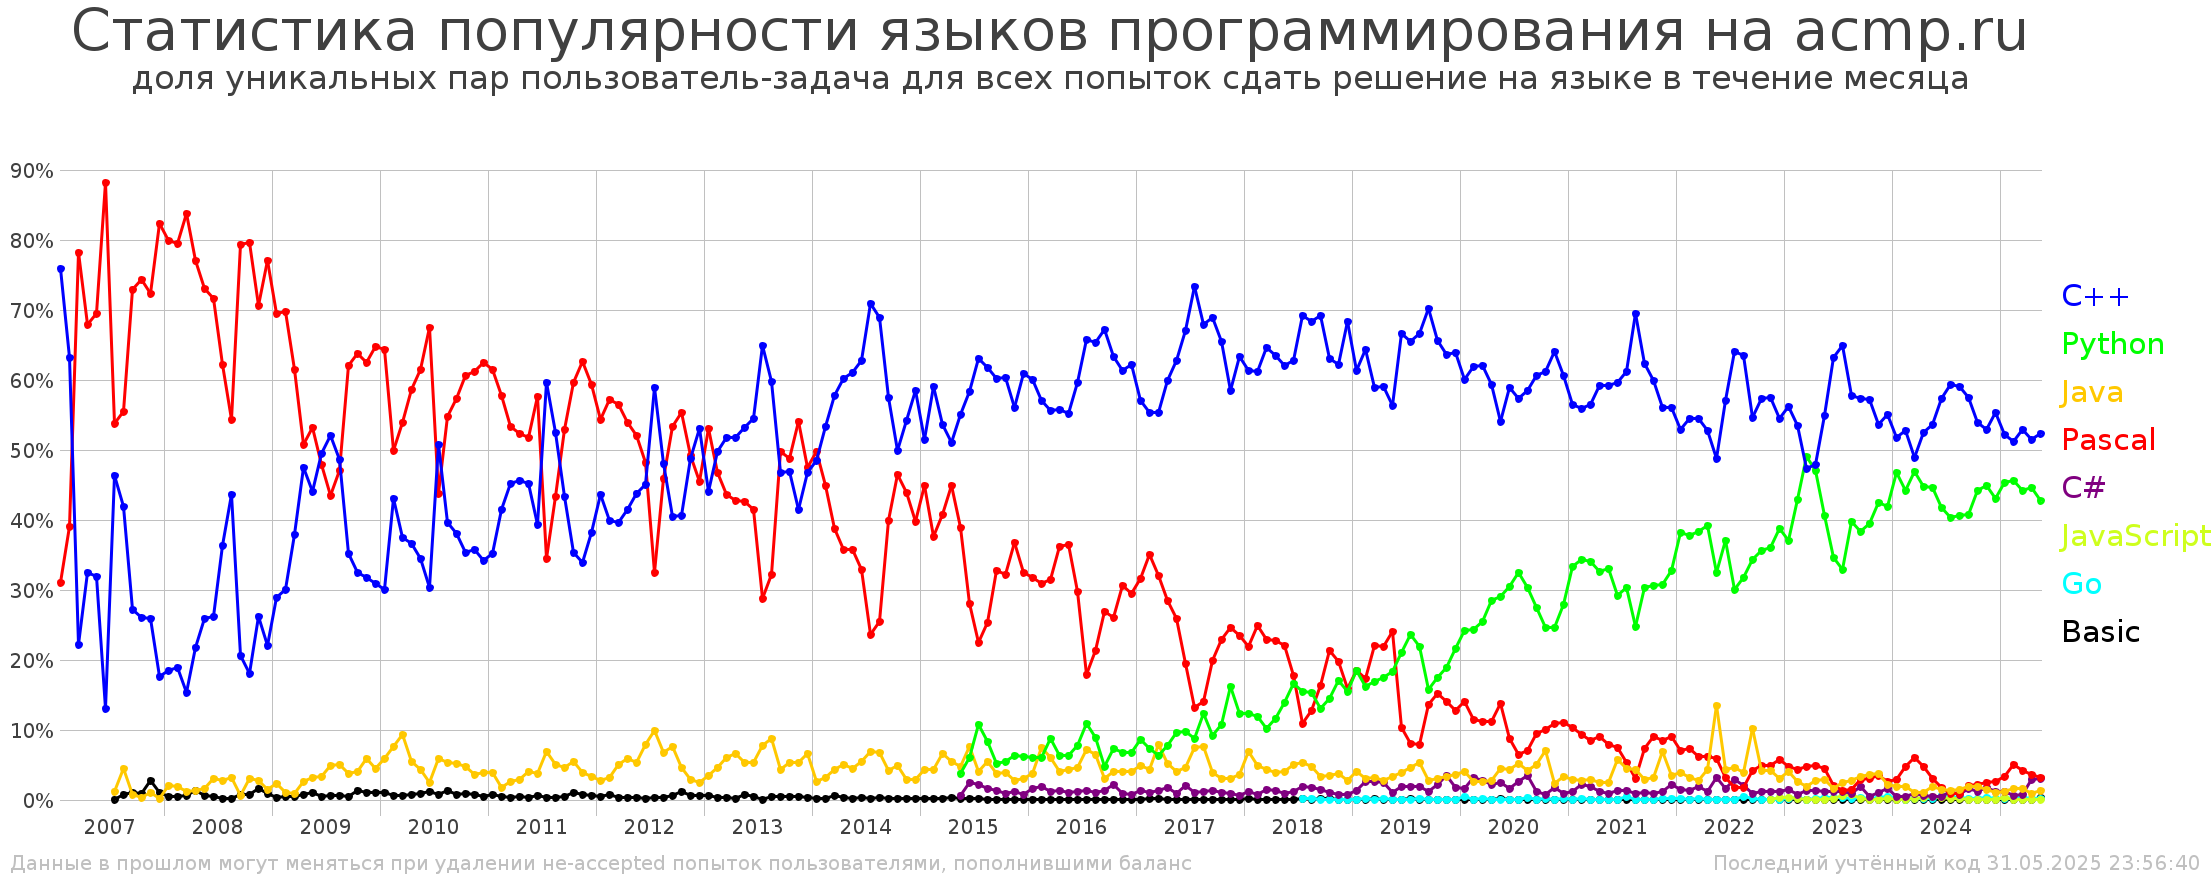 Статистика популярности языков программирования на acmp.ru
доля уникальных пар пользователь-задача для всех попыток сдать решение на языке в течение месяца
90%
80%
70%
60%
50%
40%
30%
20%
10%
0%
C++
Python
Java
Pascal
C#
JavaScript
Go
Basic
2007 2008 2009 2010 2011 2012 2013 2014 2015 2016 2017 2018 2019 2020 2021 2022 2023 2024
Данные в прошлом могут меняться при удалении не-accepted попыток пользователями, пополнившими баланс
Последний учтённый код 31.05.2025 23:56:40